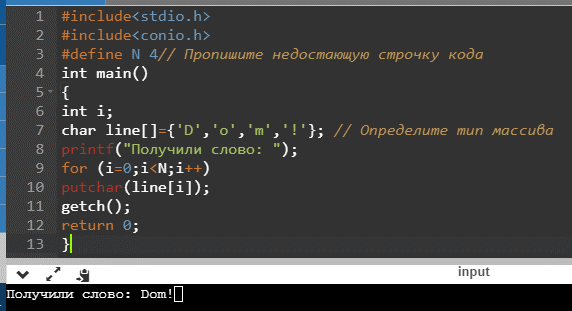 1 #include<stdio.h>
2 #include<conio.h>
3 #define N 4// Пропишите недостающую строчку кода
4 int main()
5 {
6 int i;
7 char line[]={'D','o','m','!'}; // Определите тип массива
8 printf("Получили слово: ");
9 for (i=0;i<N;i++)
10 putchar(line[i]);
11 getch();
12 return 0;
13 }
input
Получили слово: Dom!